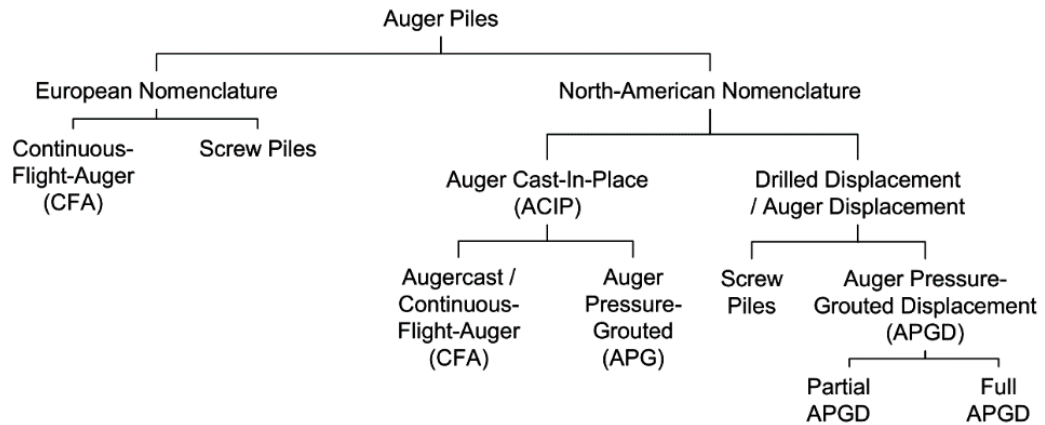 Auger Piles
European Nomenclature
North-American Nomenclature
Continuous-
Flight-Auger
(CFA)
Screw Piles
Auger Cast-In-Place
(ACIP)
Drilled Displacement
/ Auger Displacement
Augercast /
Continuous-
Flight-Auger
(CFA)
Auger
Pressure-
Grouted
(APG)
Screw
Piles
Auger Pressure-
Grouted Displacement
(APGD)
Partial
APGD
Full
APGD